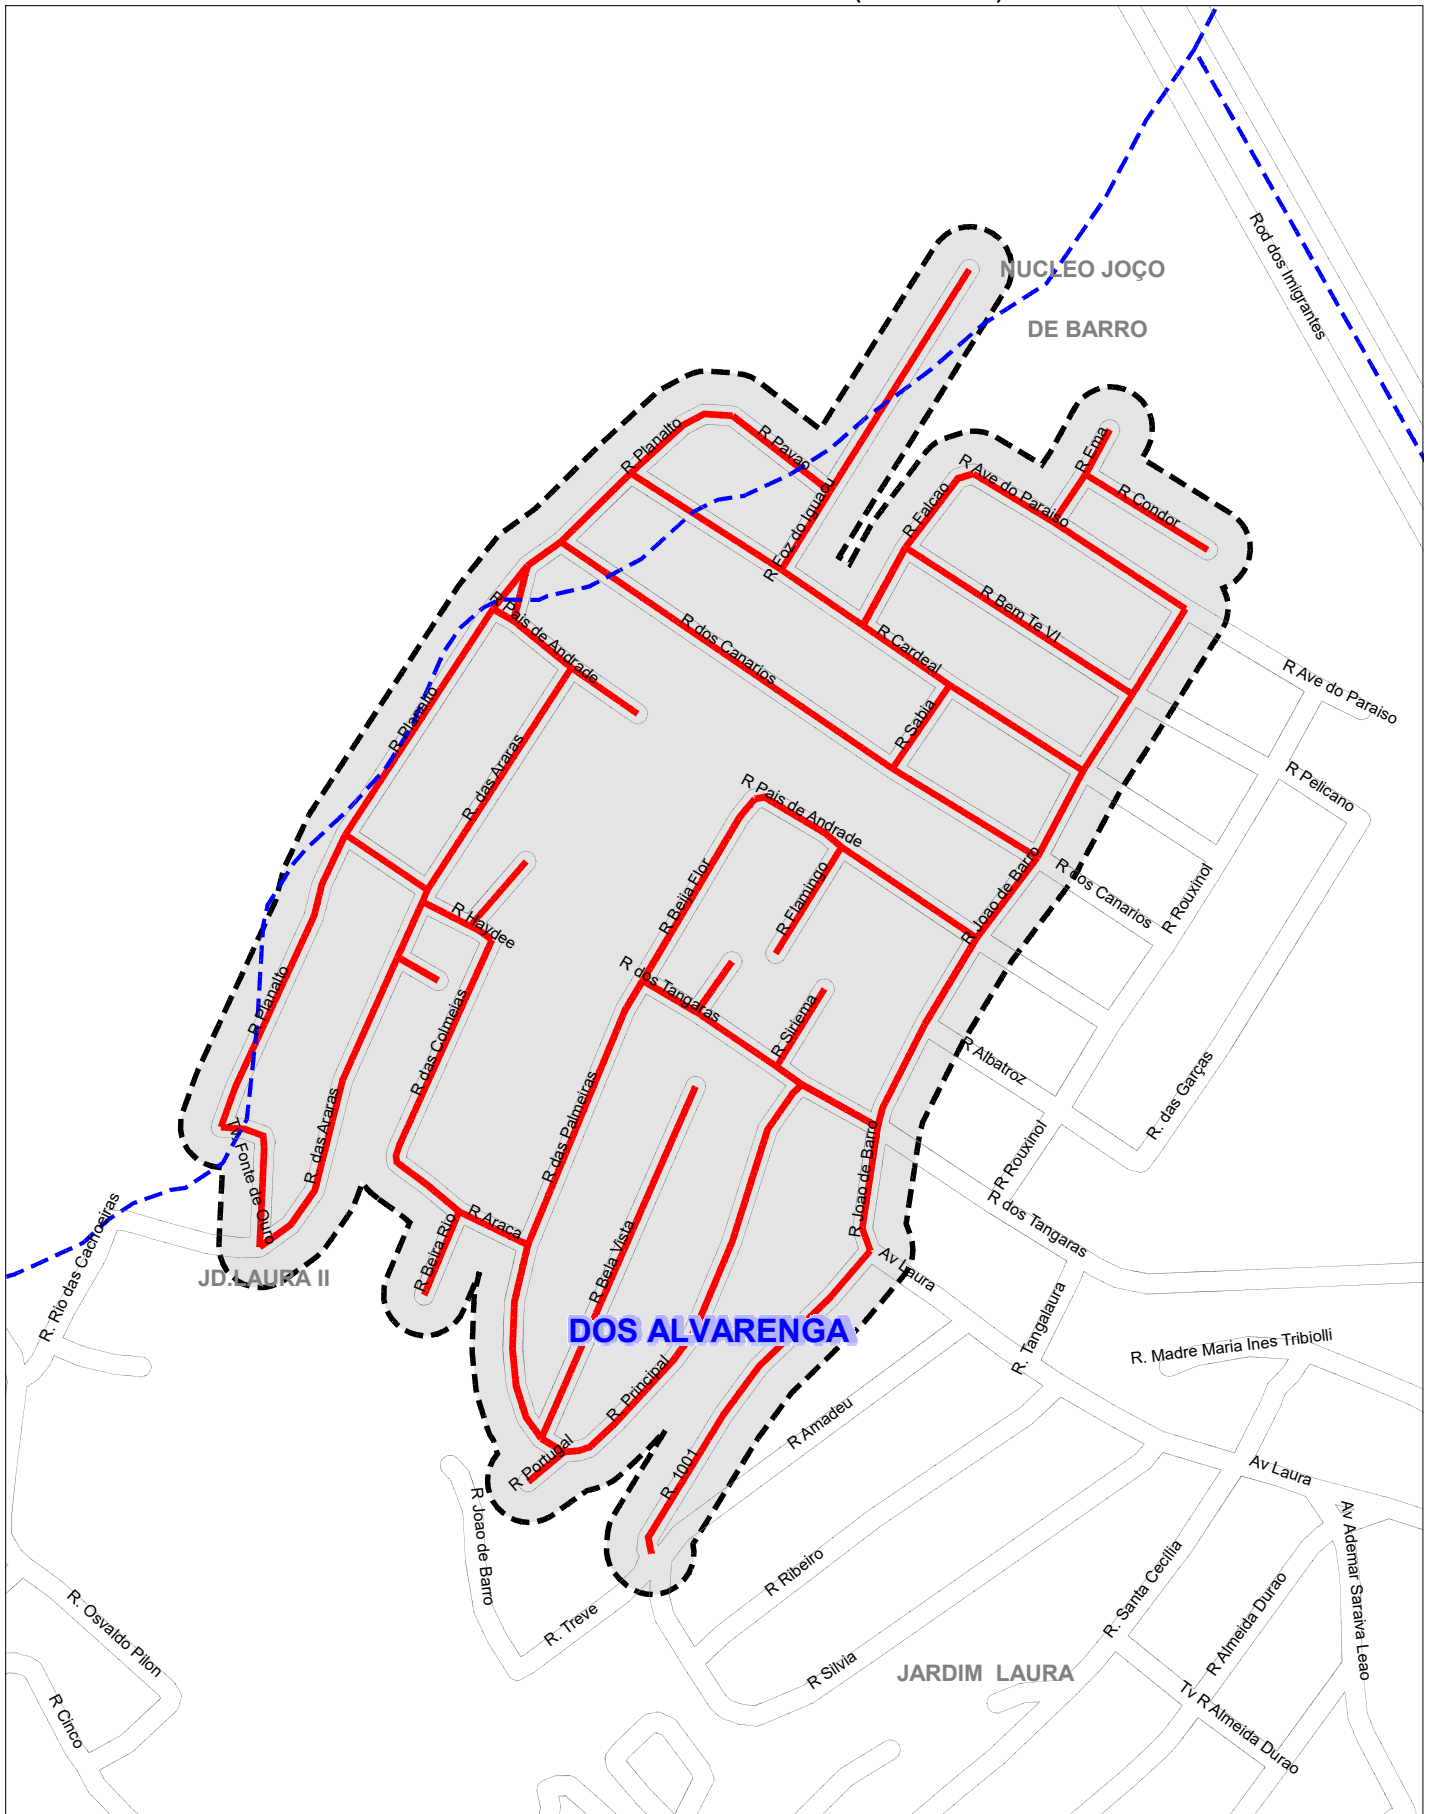 Rod dos Imigrantes
NUCLEO JOÇO
DE BARRO
R Planalto
R Pavao
R Foz do Iguacu
R Ema
R Ave do Paraiso
R Condor
R Falcao
R Bem Te VI
R Pais de Andrade
R dos Canarios
R Cardeal
R Ave do Paraiso
R Planalto
R Sabia
R. das Araras
R Pelicano
R Pais de Andrade
R Beija Flor
R Flamingo
R Joao de Barro
R dos Canarios
R Rouxinol
R Haydee
R dos Tangaras
R Planalto
R Siriema
R das Colmeias
R Albatroz
R. das Garças
R das Palmeiras
R. das Araras
Tv Fonte de Ouro
R Joao de Barro
R Rouxinol
R dos Tangaras
R Araca
R Beira Rio
R Bela Vista
R. Rio das Cachoeiras
JD.LAURA II
Av Laura
R. Tangalaura
DOS ALVARENGA
R. Madre Maria Ines Tribiolli
R. Principal
R Amadeu
R Portugal
R. 1001
Av Laura
R Joao de Barro
R Ribeiro
R. Treve
R. Santa Cecília
R Almeida Durao
Av Ademar Saraiva Leao
R. Osvaldo Pilon
R Silvia
JARDIM LAURA
R Cinco
Tv R Almeida Durao